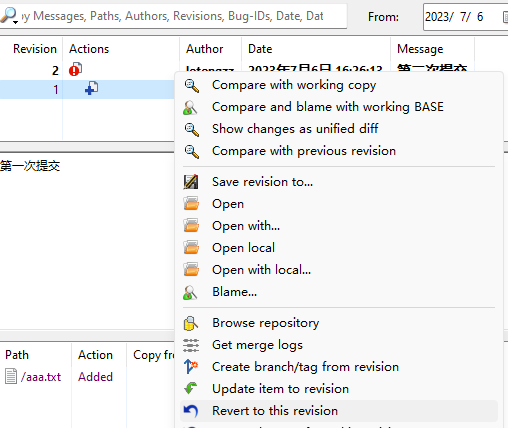 y Messages, Paths, Authors, Revisions, Bug-IDs, Date, Dat
From: 2023/ 7/ 6
Revision Actions Author Date Message
2 2023年7月6日 16:26:13 第二次提交
1
Compare with working copy
Compare and blame with working BASE
Show changes as unified diff
Compare with previous revision
第一次提交
Save revision to...
Open
Open with...
Open local
Open with local...
Blame...
Browse repository
Get merge logs
Path Action Copy fro
Create branch/tag from revision
/aaa.txt Added
Update item to revision
Revert to this revision